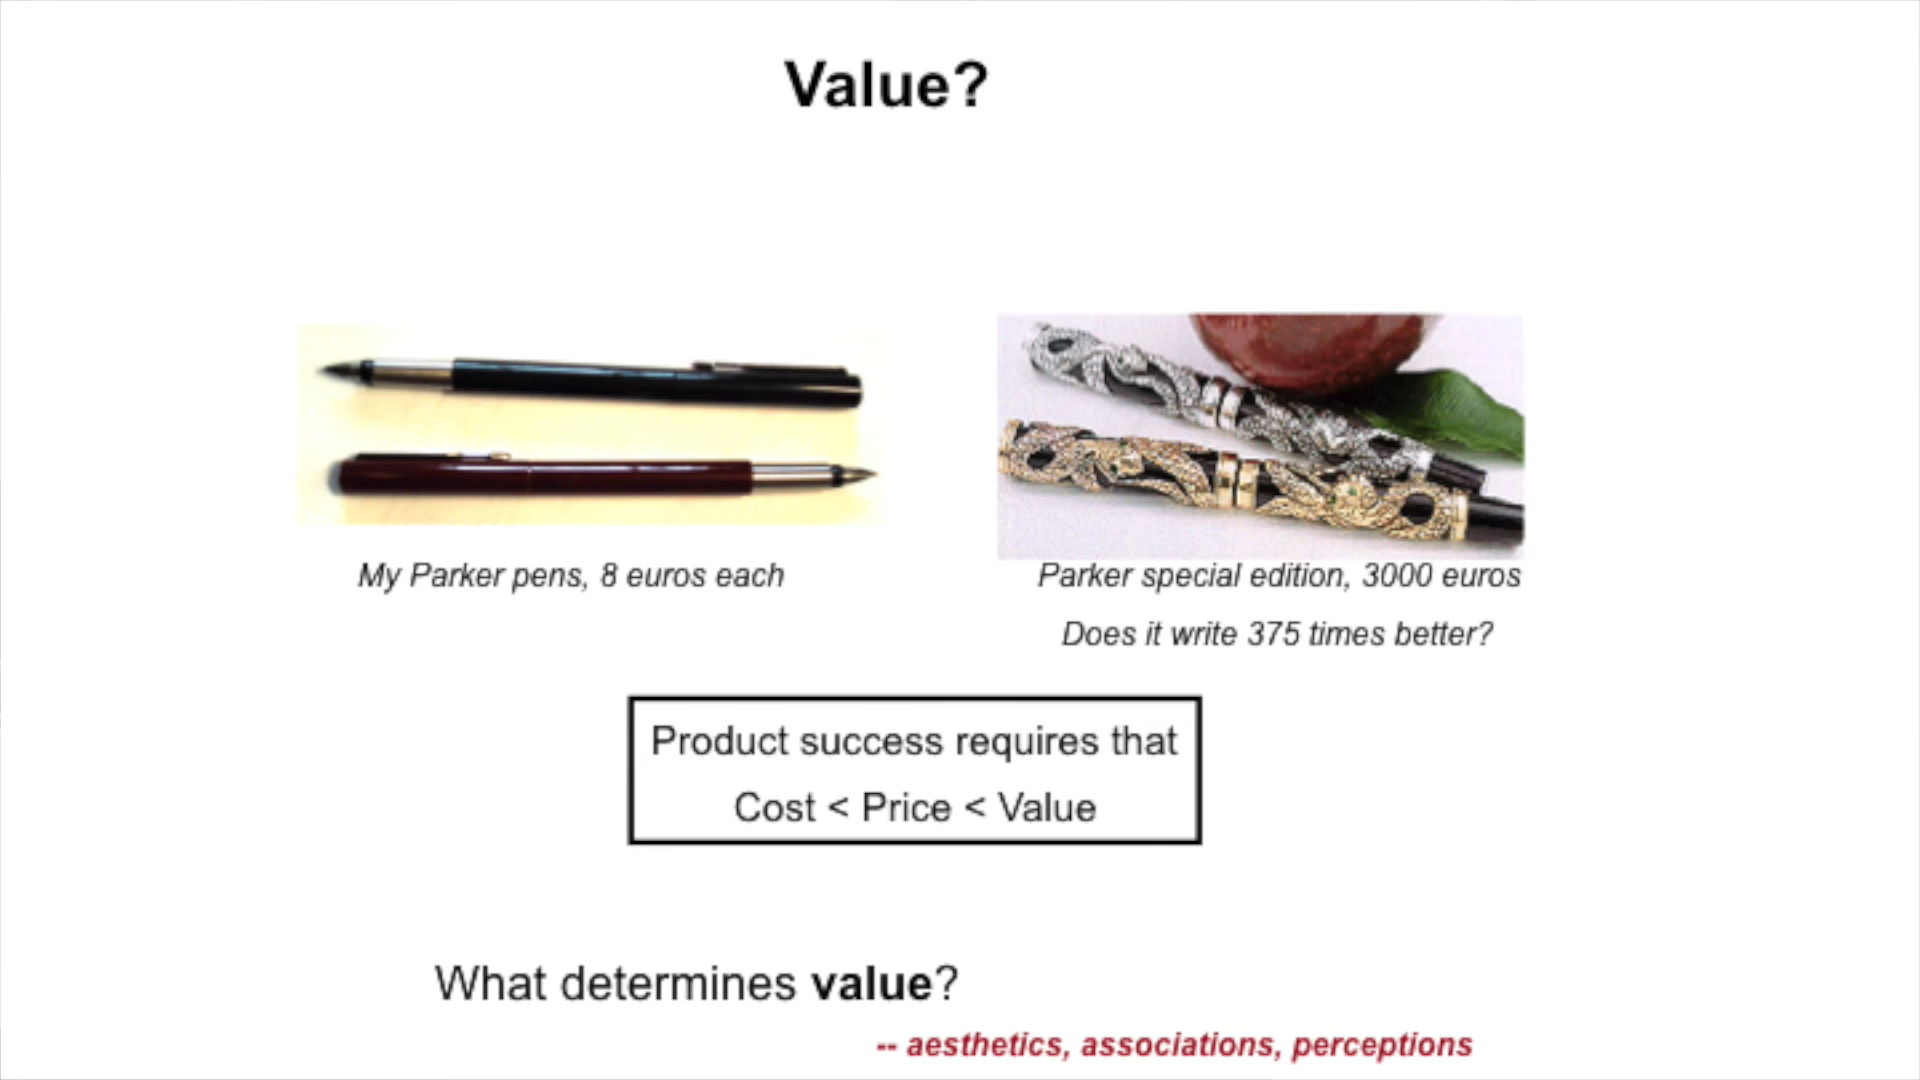 Value?
My Parker pens, 8 euros each
Parker special edition, 3000 euros
Does it write 375 times better?
Product success requires that
Cost < Price < Value
What determines value?
-- aesthetics, associations, perceptions